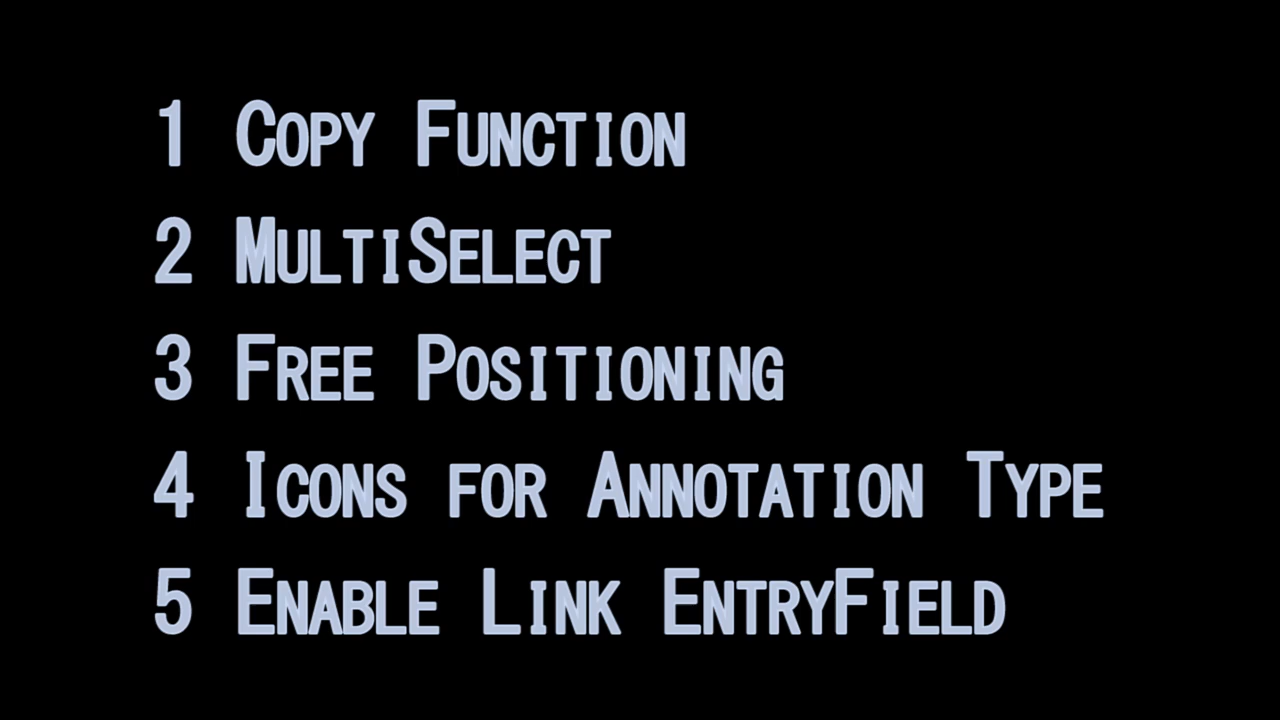 1 Copy Function
2 MultiSelect
3 Free Positioning
4 Icons for Annotation Type
5 Enable Link EntryField